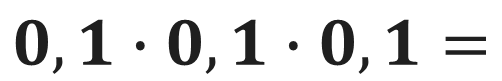 0,1 · 0,1 · 0,1 =